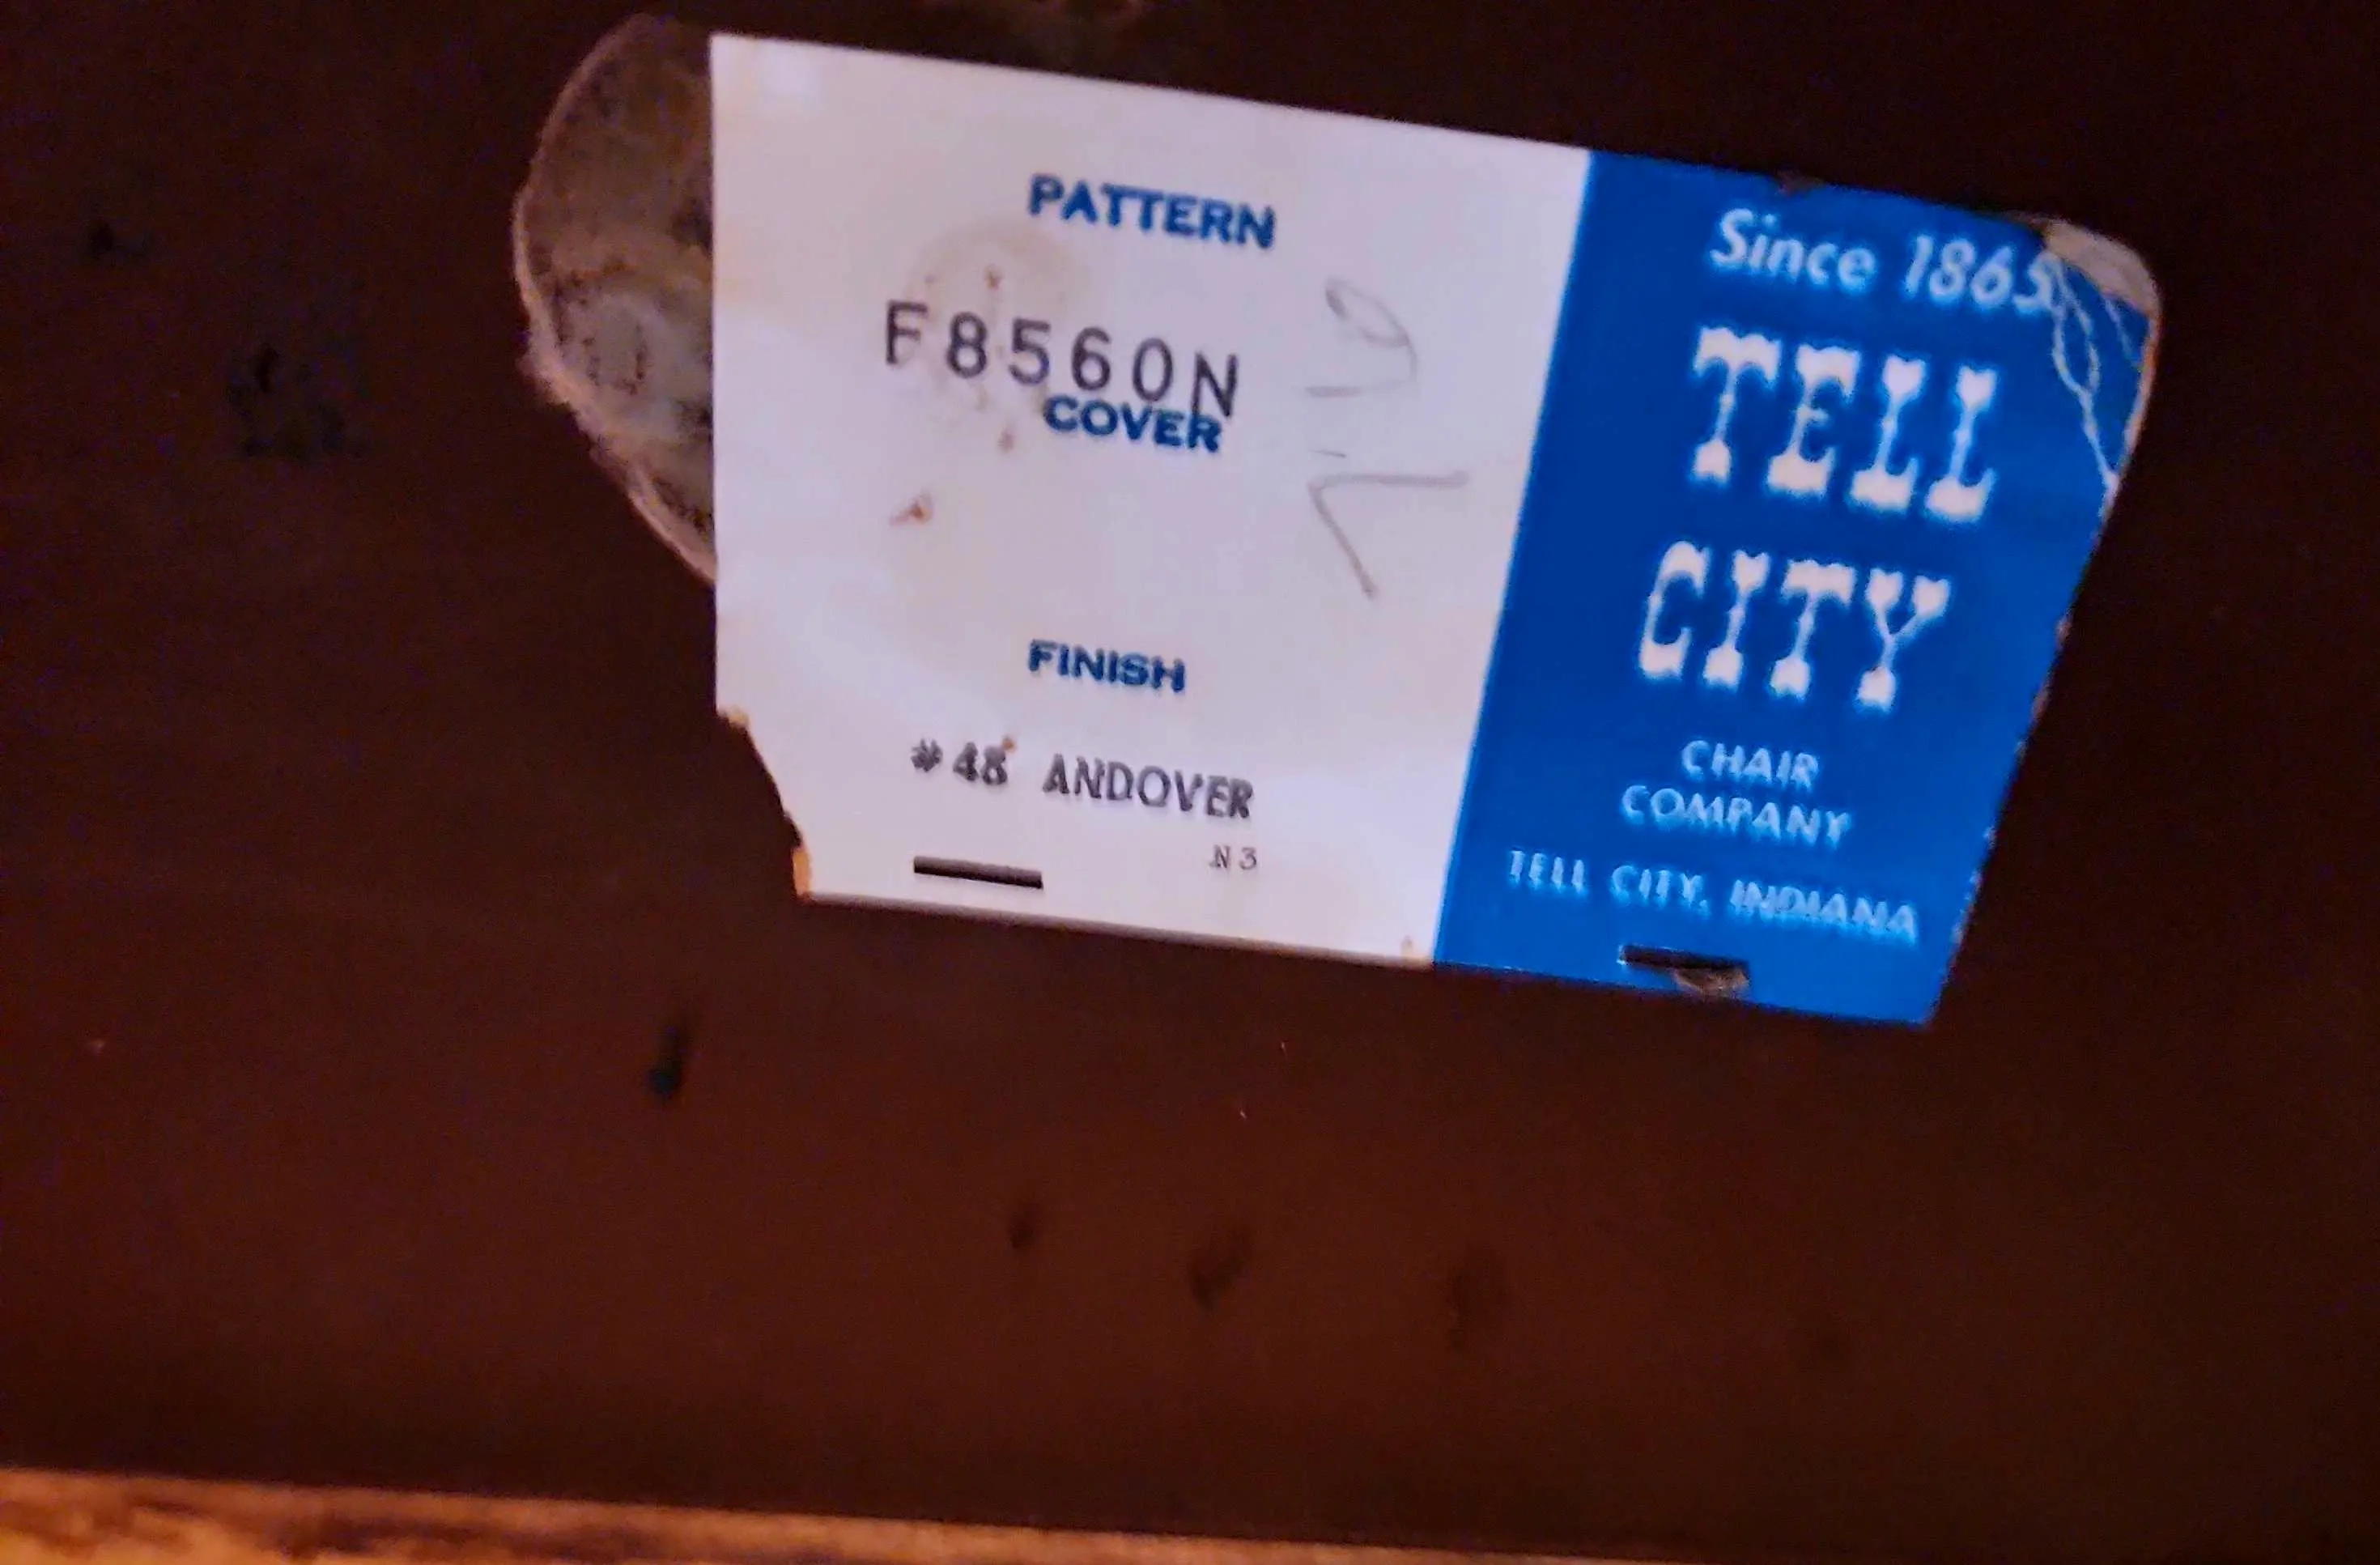 PATTERN
F8560N
COVER
FINISH
#48 ANDOVER
N3
Since 1865
TELL
CITY
CHAIR
COMPANY
TELL CITY, INDIANA